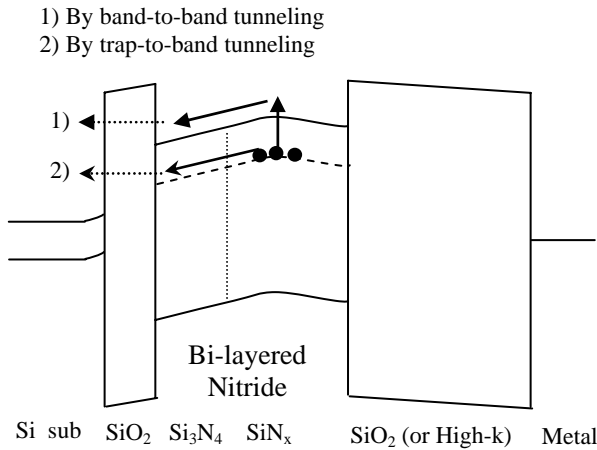 1) By band-to-band tunneling
2) By trap-to-band tunneling
1)
2)
Bi-layered
Nitride
Si sub SiO₂ Si₃N₄ SiNₓ SiO₂ (or High-k) Metal